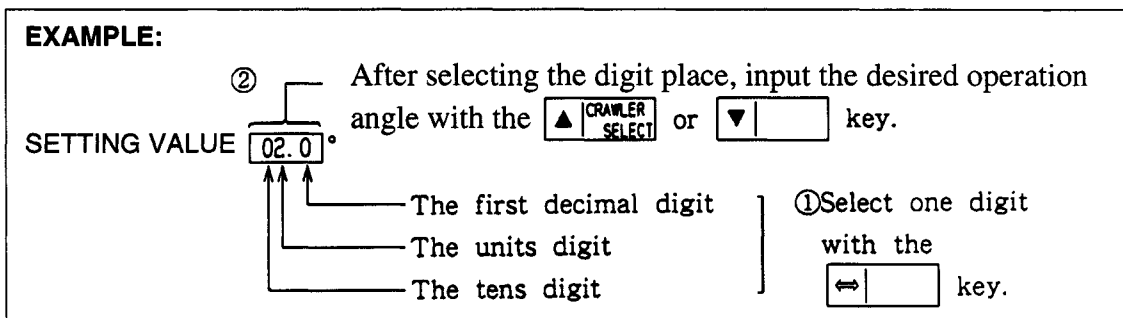 EXAMPLE:
② After selecting the digit place, input the desired operation
angle with the ▲ CRAWLER SELECT or ▼ key.
SETTING VALUE 02.0°
The first decimal digit
The units digit
The tens digit
①Select one digit
with the
⇔ key.